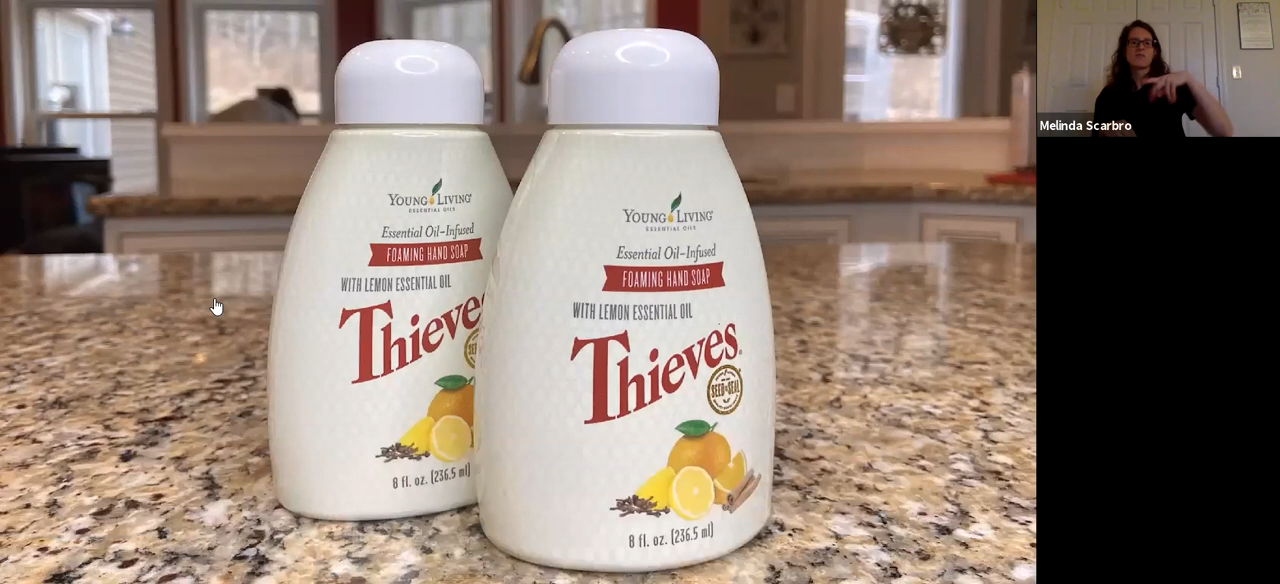 YOUNG LIVING
ESSENTIAL OILS
Essential Oil-Infused
FOAMING HAND SOAP
WITH LEMON ESSENTIAL OIL
Thieves
8 fl. oz. (236.5 ml)
YOUNG LIVING
ESSENTIAL OILS
Essential Oil-Infused
FOAMING HAND SOAP
WITH LEMON ESSENTIAL OIL
Thieves
SEED TO SEAL
8 fl. oz. (236.5 ml)
Melinda Scarbro